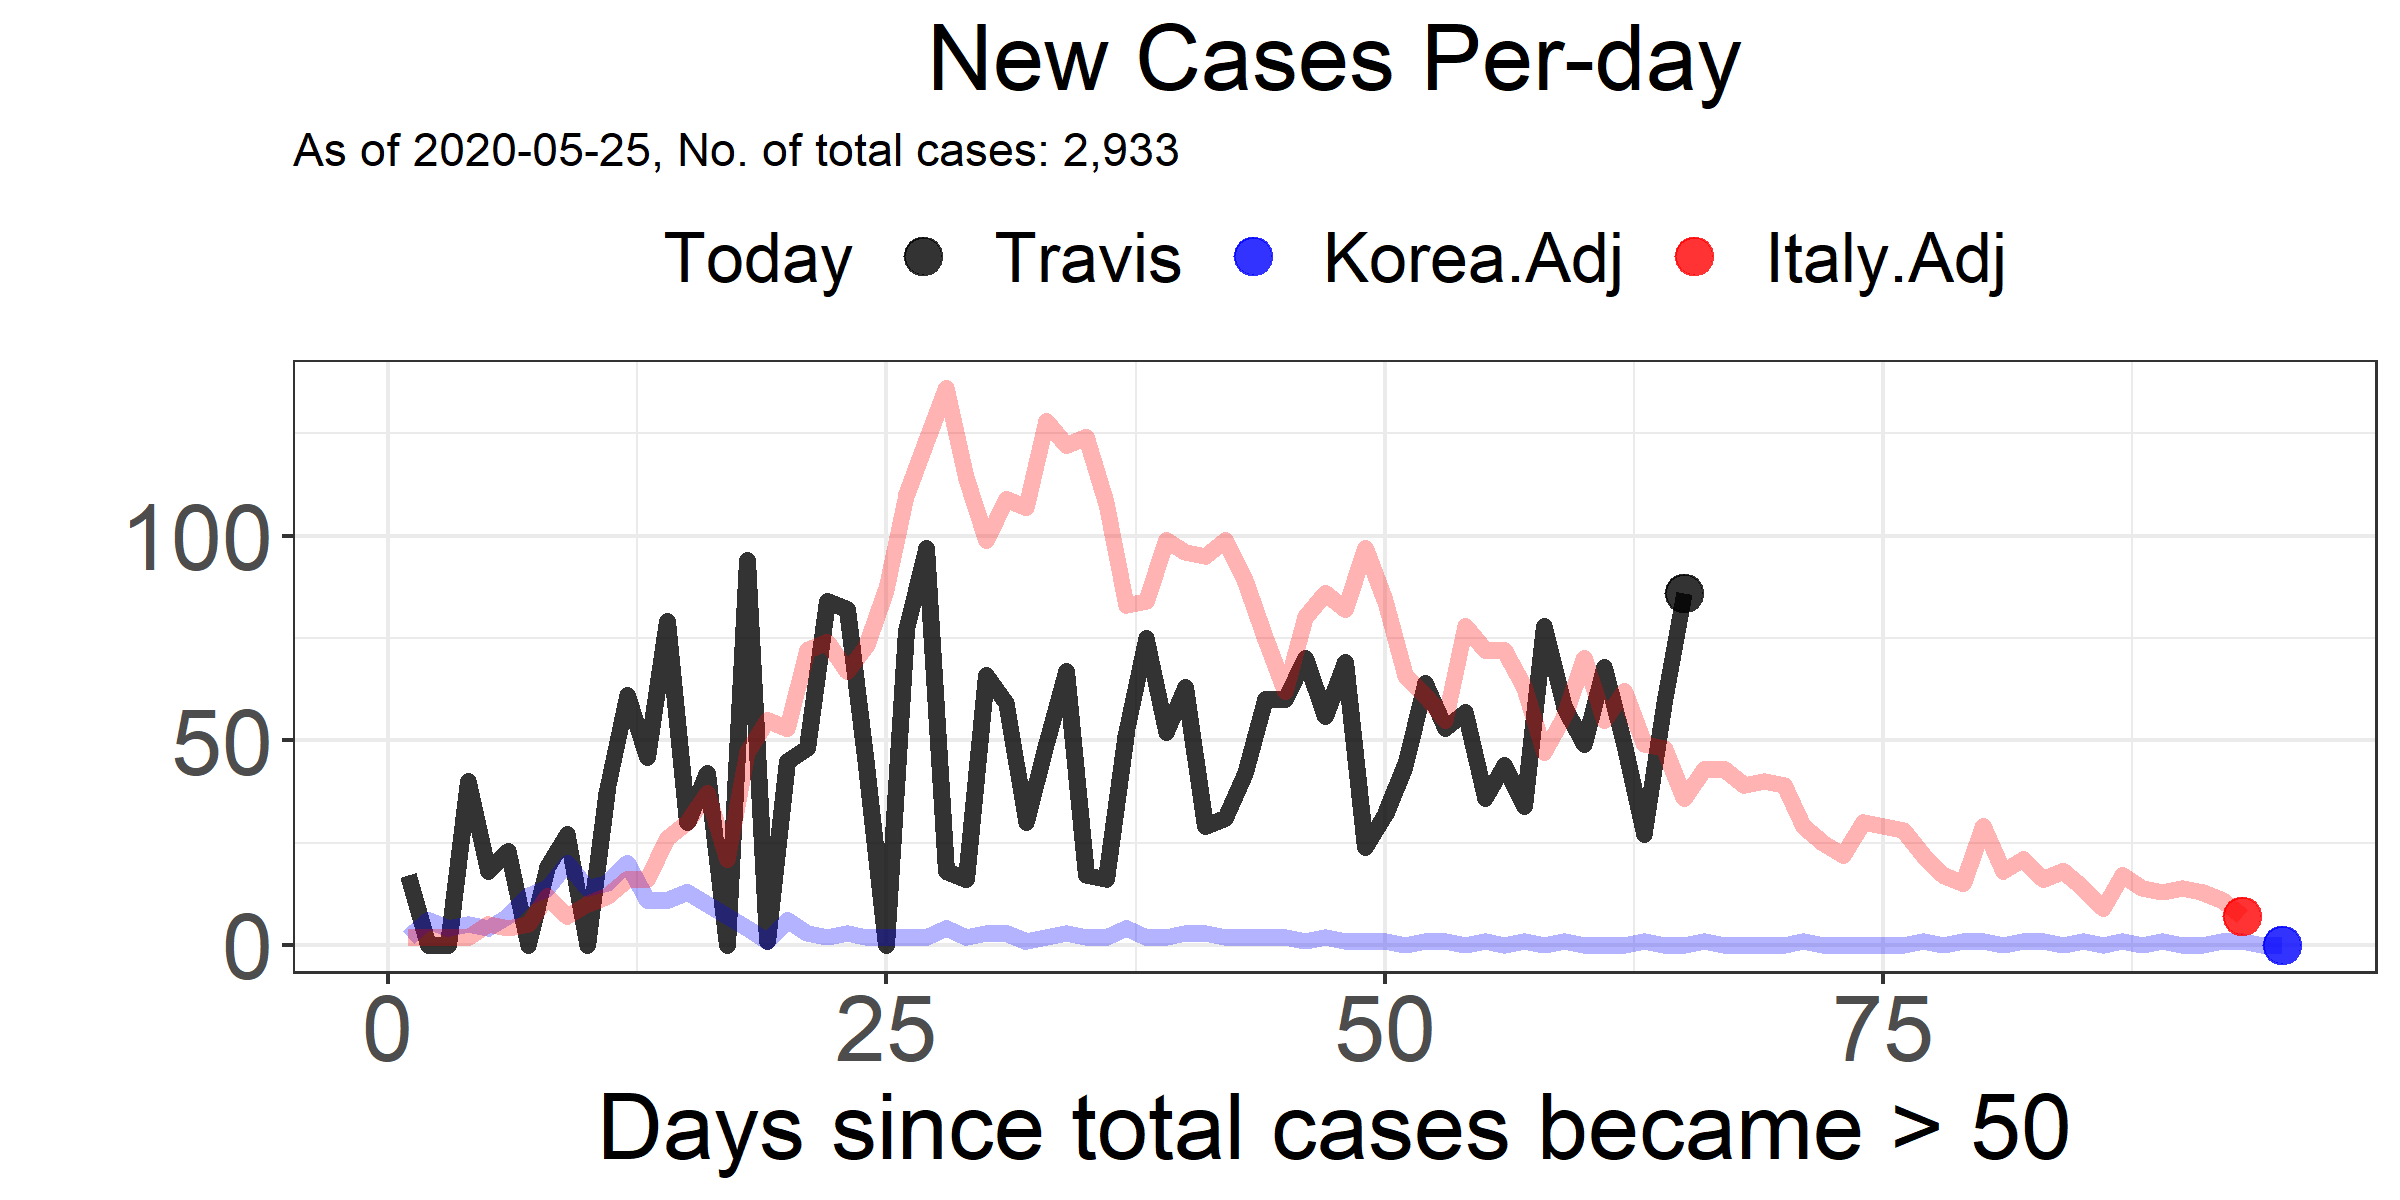 New Cases Per-day
As of 2020-05-25, No. of total cases: 2,933
Today Travis Korea.Adj Italy.Adj
100
50
0
0 25 50 75
Days since total cases became > 50